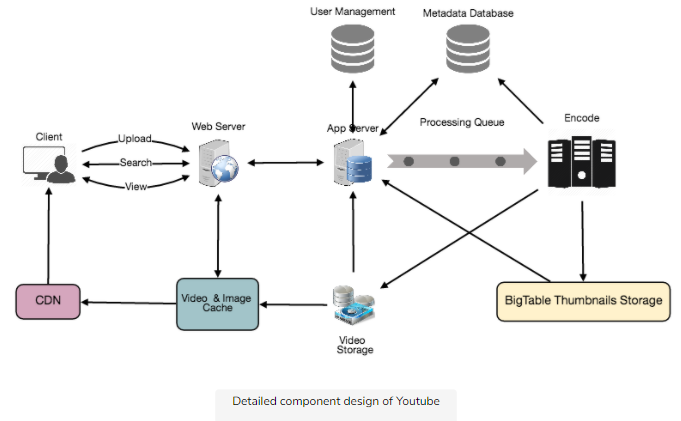 User Management
Metadata Database
Client
Upload
Search
View
Web Server
App Server
Processing Queue
Encode
CDN
Video & Image
Cache
Video
Storage
BigTable Thumbnails Storage
Detailed component design of Youtube